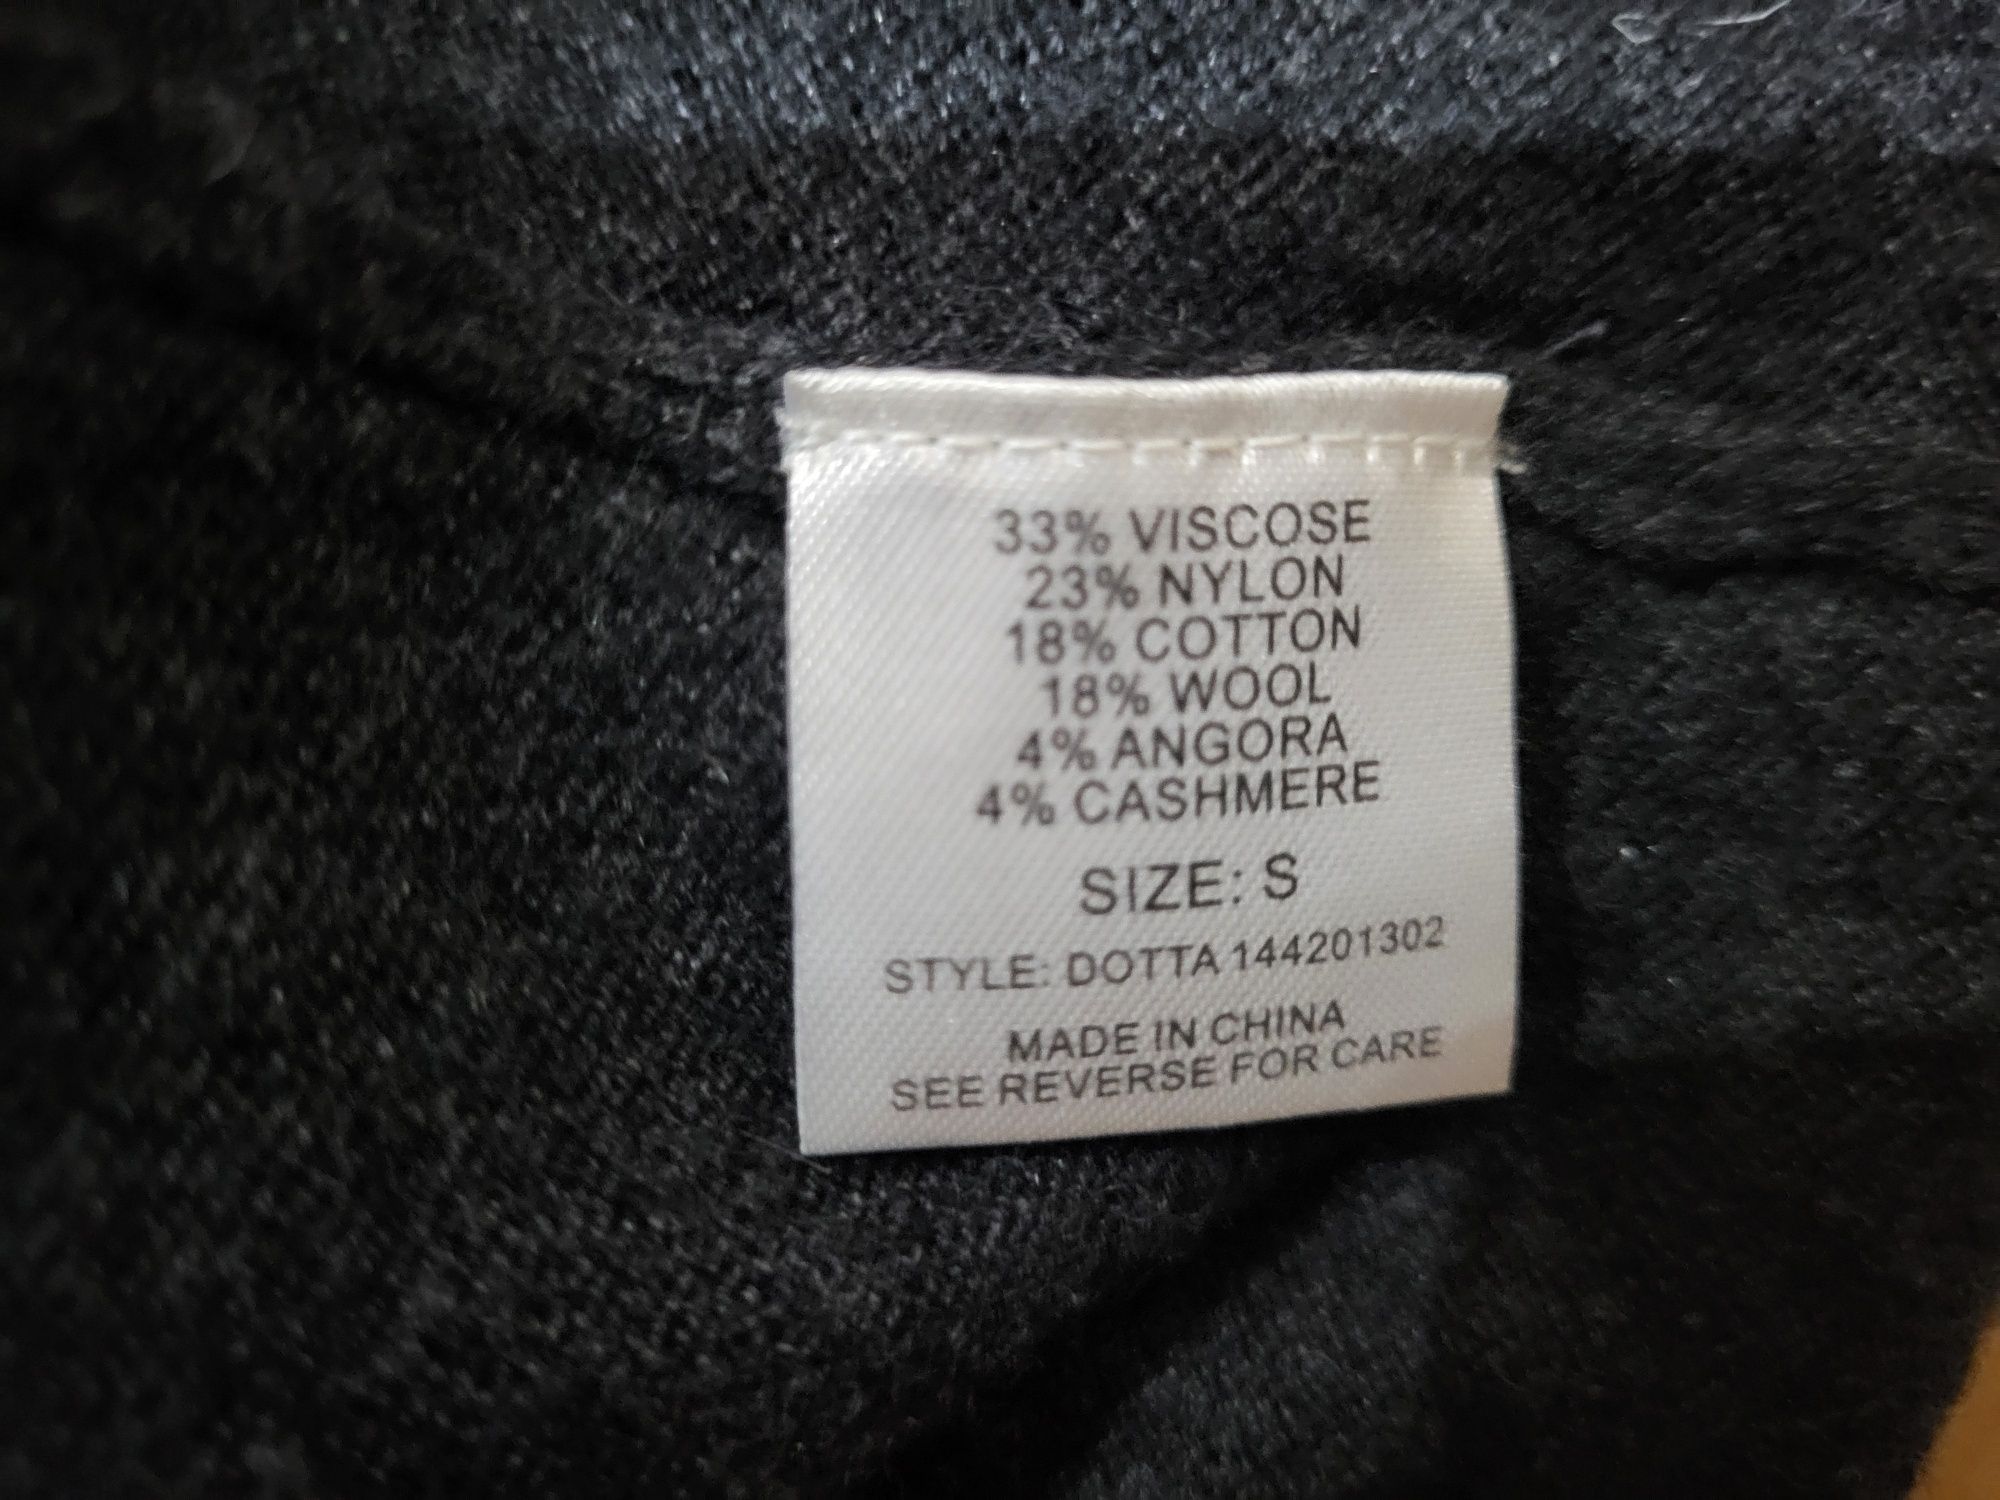 33% VISCOSE
23% NYLON
18% COTTON
18% WOOL
4% ANGORA
4% CASHMERE
SIZE: S
STYLE: DOTTA 144201302
MADE IN CHINA
SEE REVERSE FOR CARE